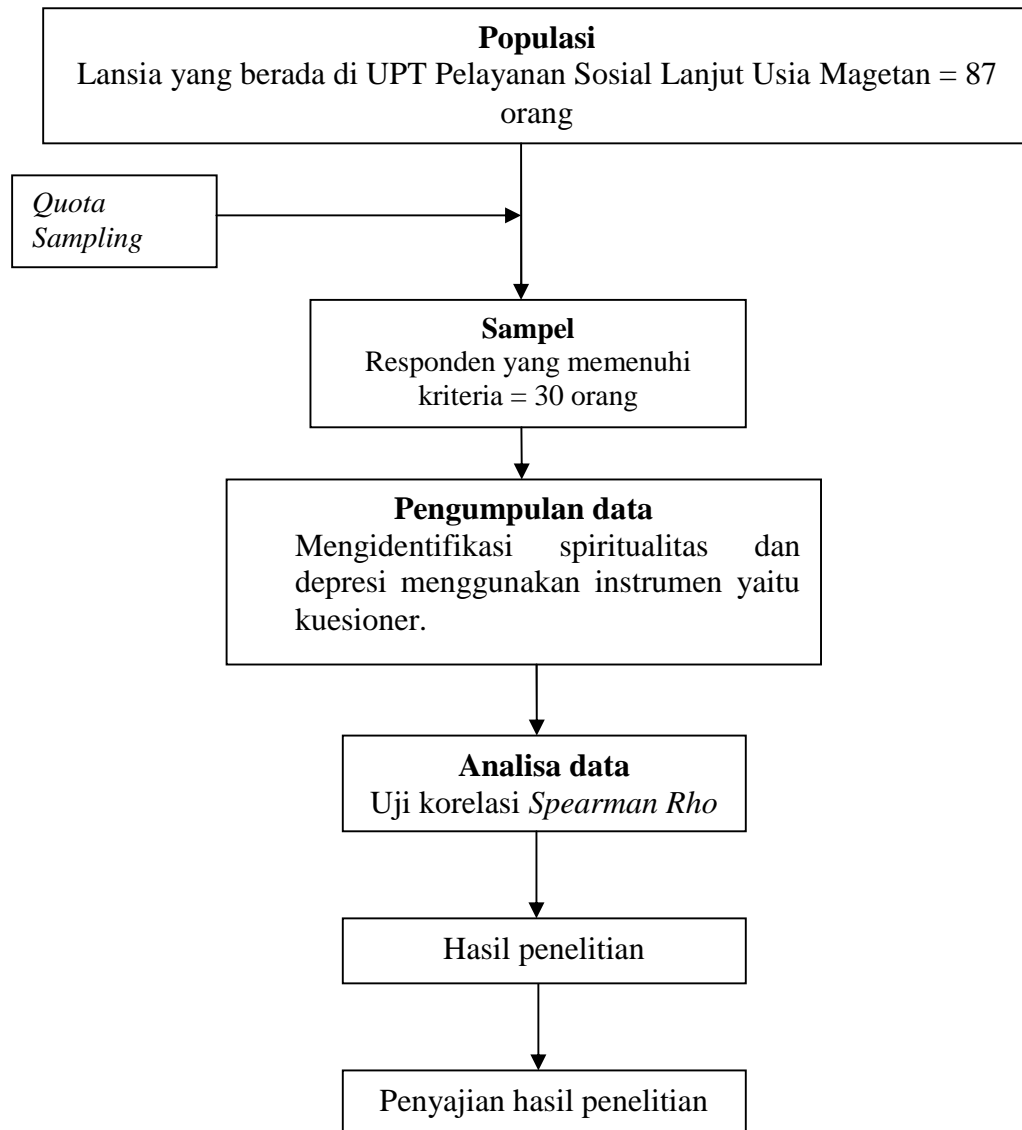 Populasi
Lansia yang berada di UPT Pelayanan Sosial Lanjut Usia Magetan = 87
orang
Quota
Sampling
Sampel
Responden yang memenuhi
kriteria = 30 orang
Pengumpulan data
Mengidentifikasi spiritualitas dan
depresi menggunakan instrumen yaitu
kuesioner.
Analisa data
Uji korelasi Spearman Rho
Hasil penelitian
Penyajian hasil penelitian